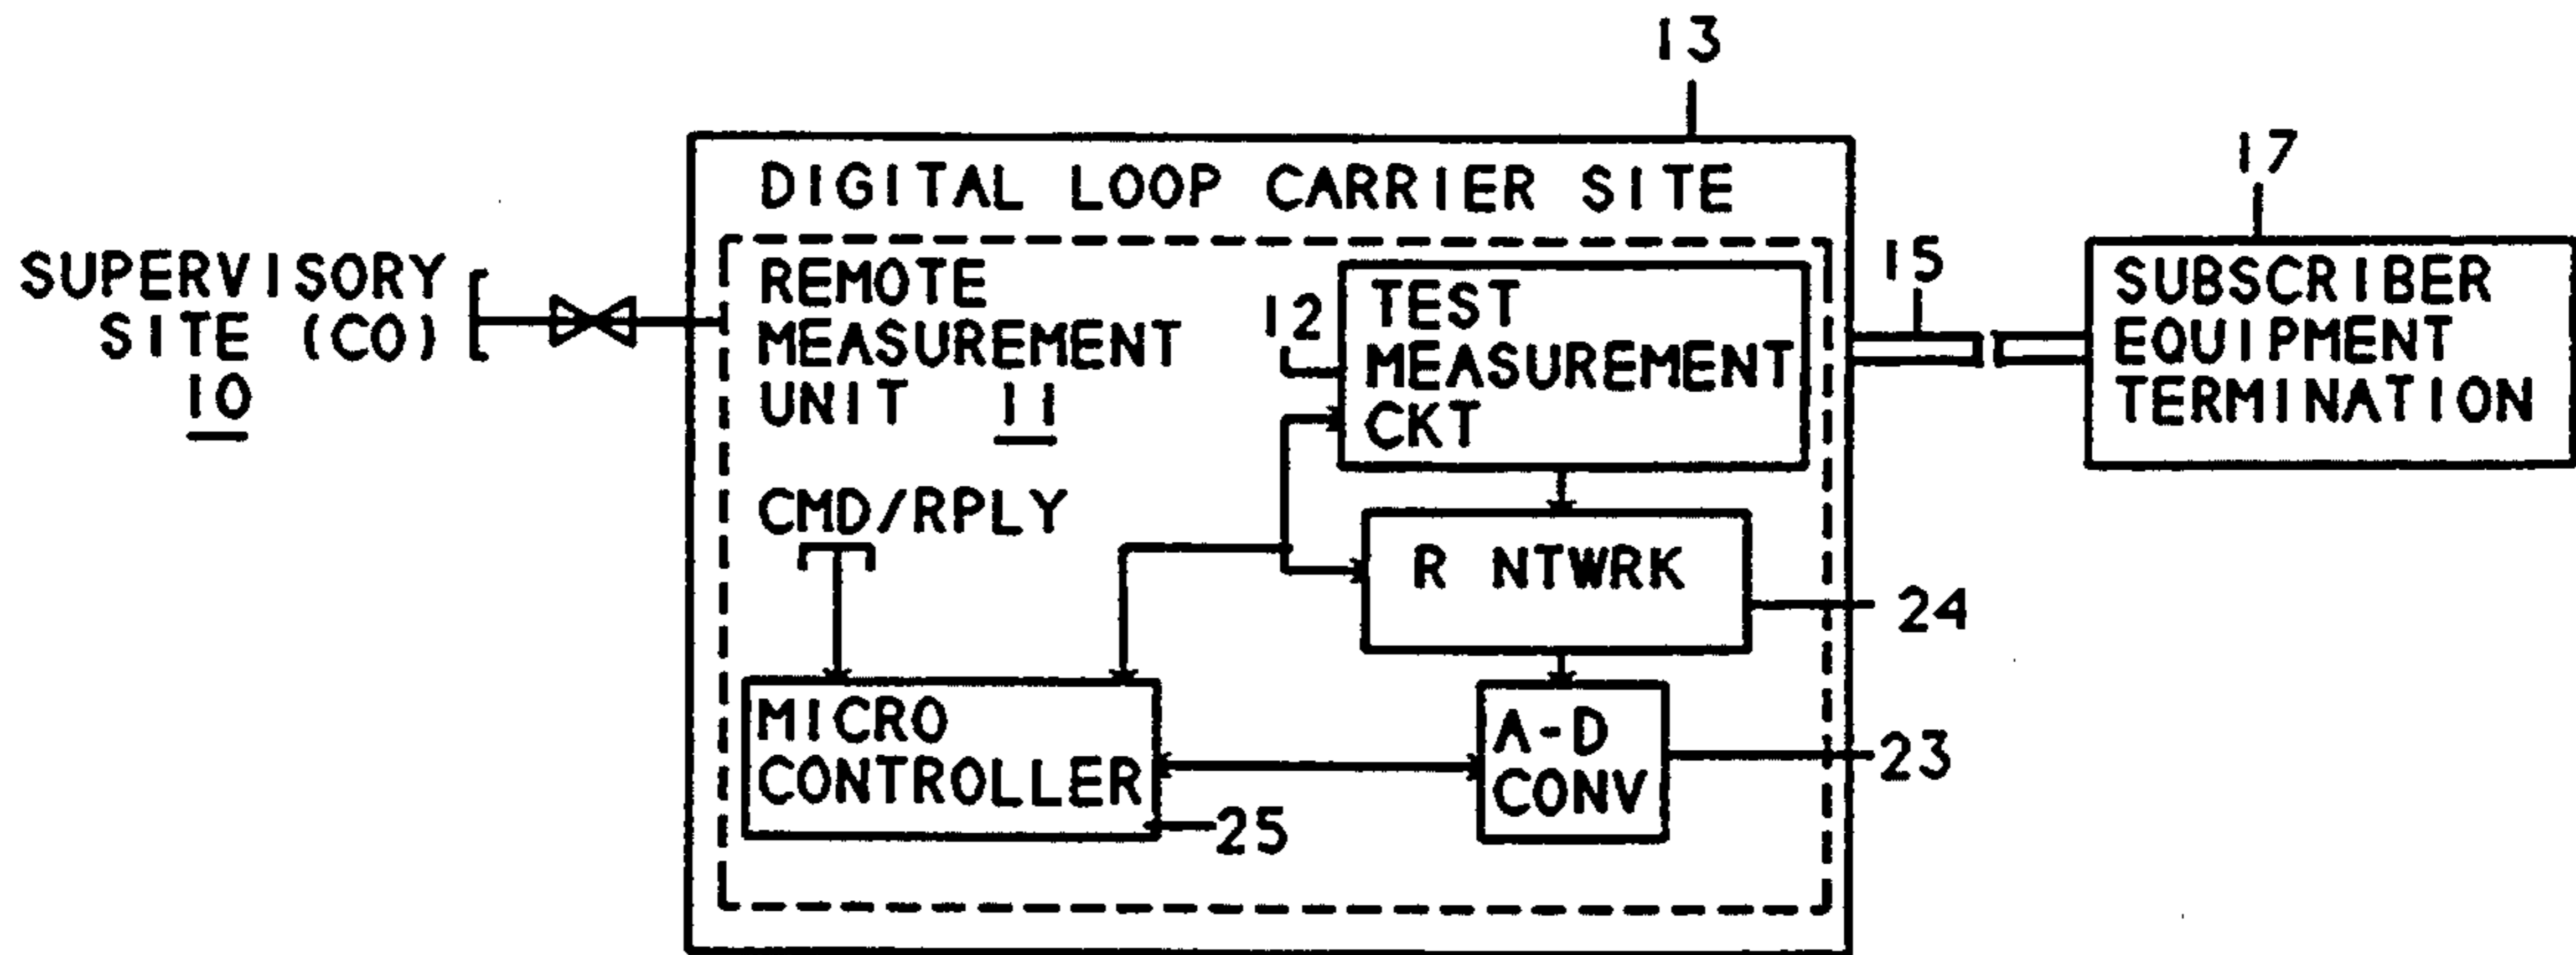 13
DIGITAL LOOP CARRIER SITE
17
SUPERVISORY
SITE (CO)
10
REMOTE
MEASUREMENT
UNIT 11
12
TEST
MEASUREMENT
CKT
15
SUBSCRIBER
EQUIPMENT
TERMINATION
CMD/RPLY
R NTWRK
24
MICRO
CONTROLLER
25
A-D
CONV
23